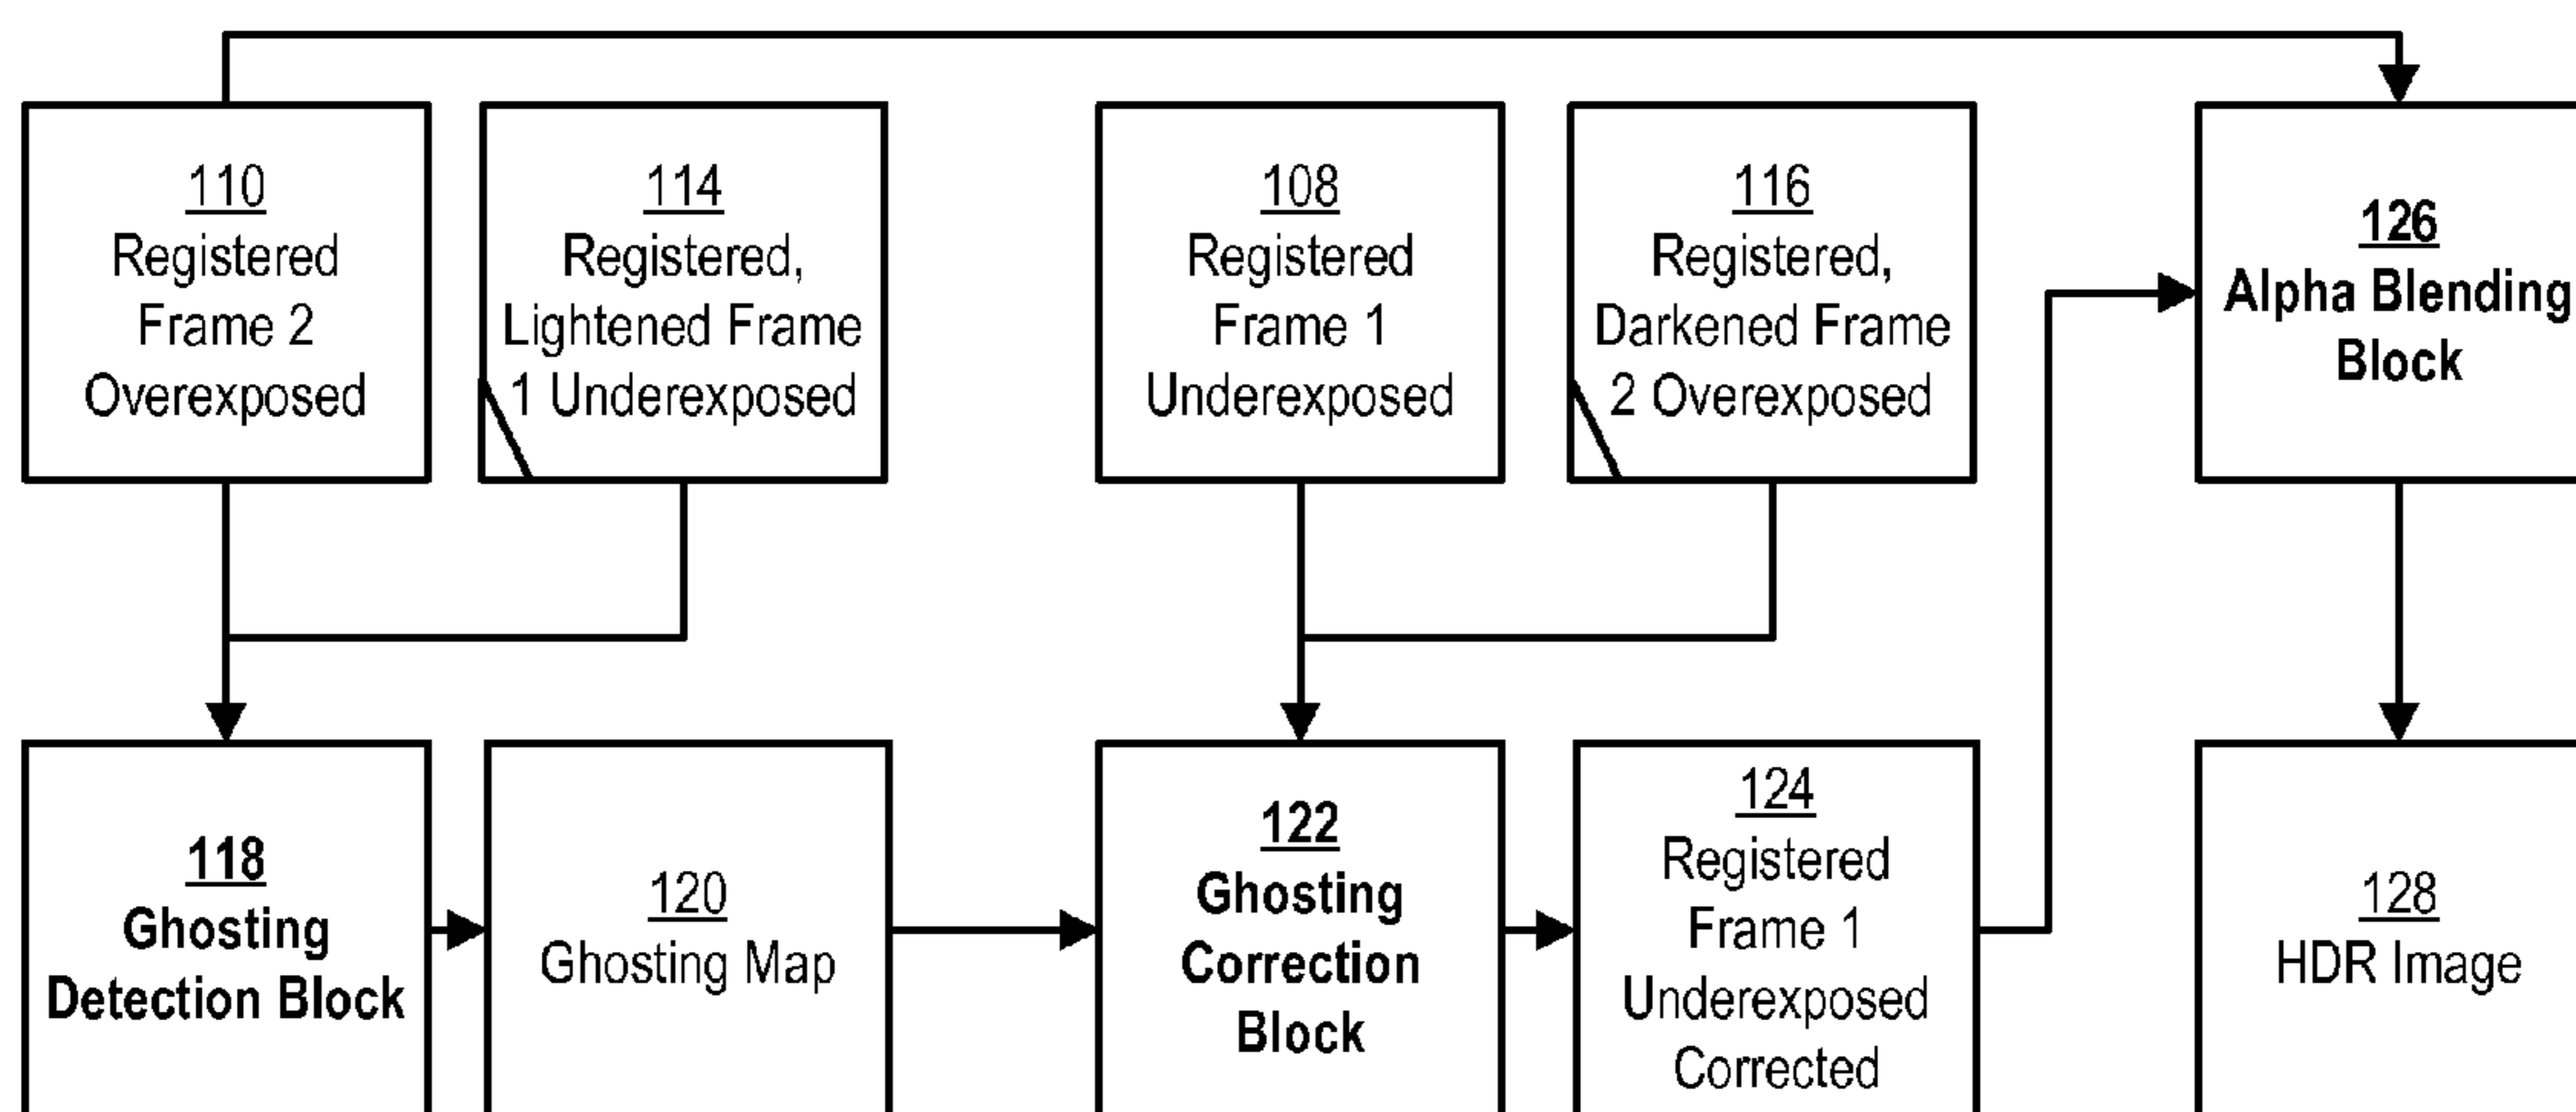 110
Registered
Frame 2
Overexposed
114
Registered,
Lightened Frame
1 Underexposed
108
Registered
Frame 1
Underexposed
116
Registered,
Darkened Frame
2 Overexposed
126
Alpha Blending
Block
118
Ghosting
Detection Block
120
Ghosting Map
122
Ghosting
Correction
Block
124
Registered
Frame 1
Underexposed
Corrected
128
HDR Image